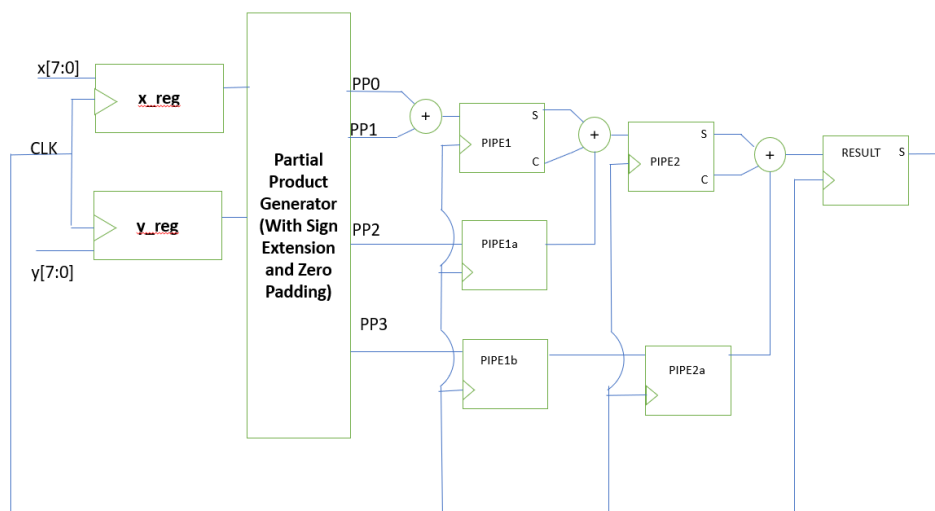 x[7:0]
x_reg
CLK
y_reg
y[7:0]
Partial
Product
Generator
(With Sign
Extension
and Zero
Padding)
PP0
PP1
PP2
PP3
+
S
PIPE1
C
PIPE1a
PIPE1b
+
S
PIPE2
C
PIPE2a
+
RESULT S